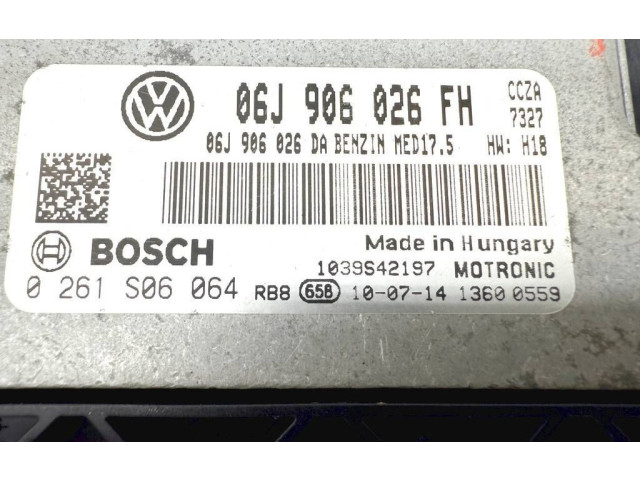 06J 906 026 FH CCZA
7327
06J 906 026 DA BENZIN MED17.5 HW: H18
BOSCH
Made in Hungary
1039S42197 MOTRONIC
0 261 S06 064 RB8 658 10-07-14 1360 0559